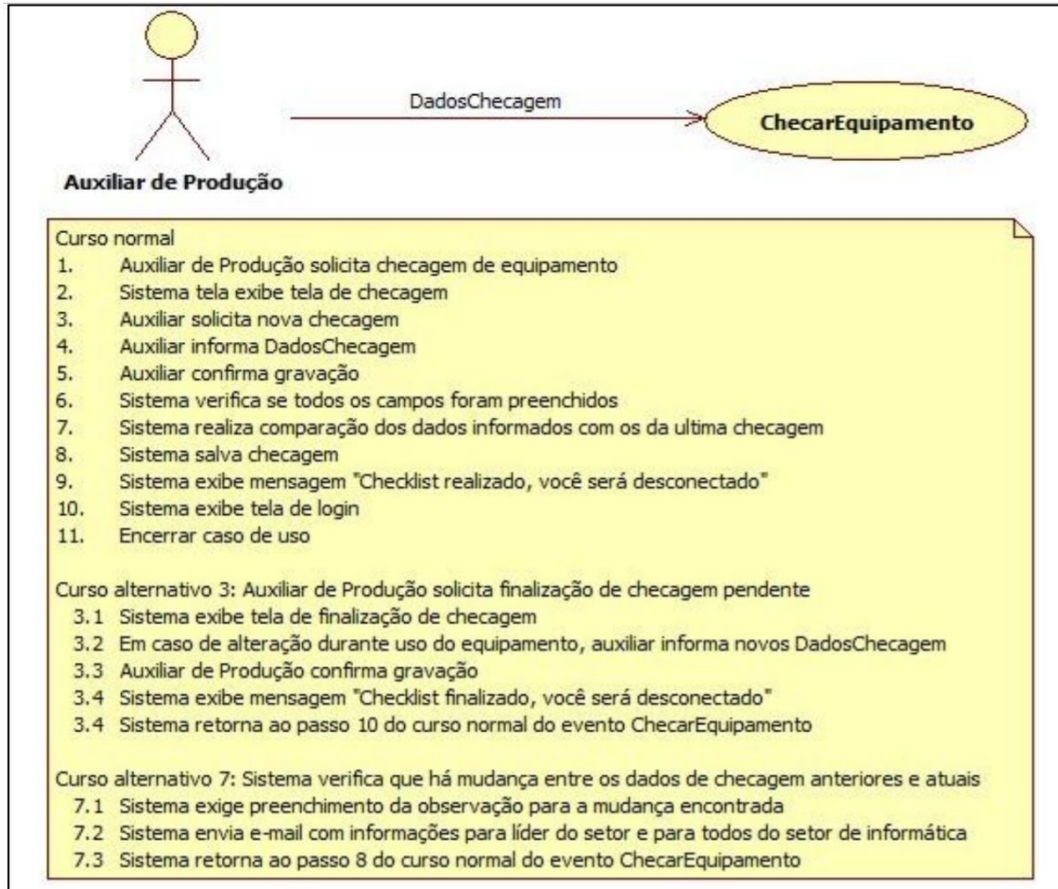 DadosChecagem
ChecarEquipamento
Auxiliar de Produção
Curso normal
1. Auxiliar de Produção solicita checagem de equipamento
2. Sistema tela exibe tela de checagem
3. Auxiliar solicita nova checagem
4. Auxiliar informa DadosChecagem
5. Auxiliar confirma gravação
6. Sistema verifica se todos os campos foram preenchidos
7. Sistema realiza comparação dos dados informados com os da ultima checagem
8. Sistema salva checagem
9. Sistema exibe mensagem "Checklist realizado, você será desconectado"
10. Sistema exibe tela de login
11. Encerrar caso de uso
Curso alternativo 3: Auxiliar de Produção solicita finalização de checagem pendente
3.1 Sistema exibe tela de finalização de checagem
3.2 Em caso de alteração durante uso do equipamento, auxiliar informa novos DadosChecagem
3.3 Auxiliar de Produção confirma gravação
3.4 Sistema exibe mensagem "Checklist finalizado, você será desconectado"
3.4 Sistema retorna ao passo 10 do curso normal do evento ChecarEquipamento
Curso alternativo 7: Sistema verifica que há mudança entre os dados de checagem anteriores e atuais
7.1 Sistema exige preenchimento da observação para a mudança encontrada
7.2 Sistema envia e-mail com informações para líder do setor e para todos do setor de informática
7.3 Sistema retorna ao passo 8 do curso normal do evento ChecarEquipamento